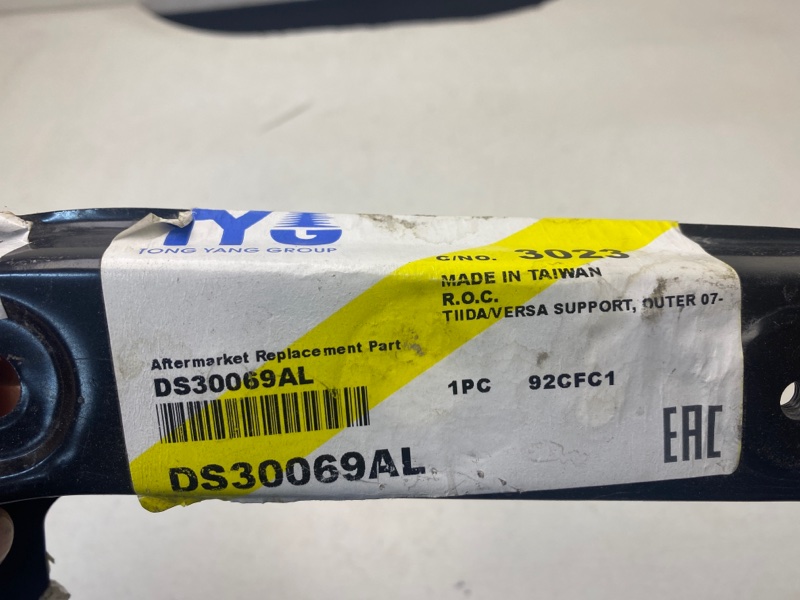 TYG
TONG YANG GROUP
C/NO. 3023
MADE IN TAIWAN
R.O.C.
TIIDA/VERSA SUPPORT, OUTER 07-
Aftermarket Replacement Part
DS30069AL
1PC 92CFC1
DS30069AL
EAC